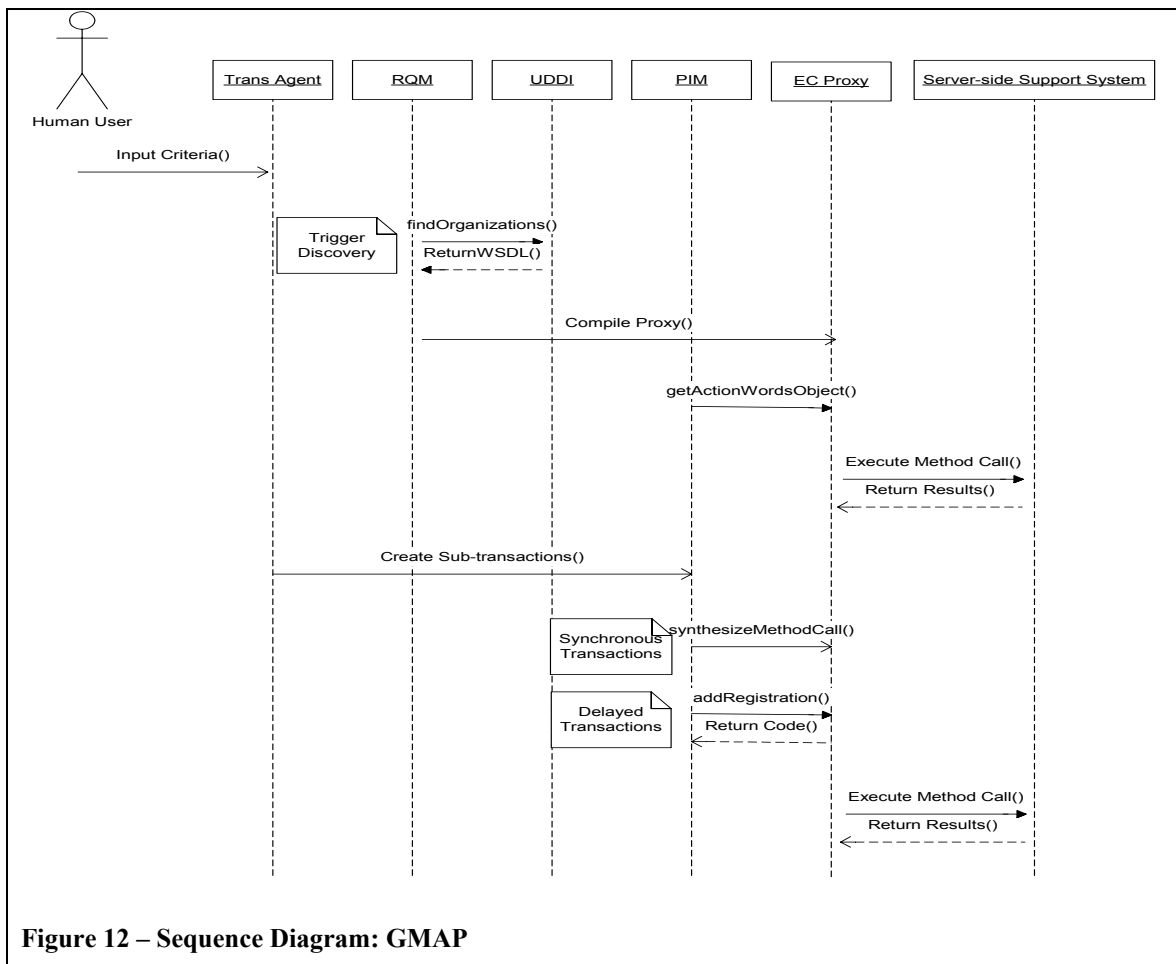 Human User
Trans Agent
RQM
UDDI
PIM
EC Proxy
Server-side Support System
Input Criteria()
Trigger
Discovery
findOrganizations()
ReturnWSDL()
Compile Proxy()
getActionWordsObject()
Execute Method Call()
Return Results()
Create Sub-transactions()
Synchronous
Transactions
synthesizeMethodCall()
Delayed
Transactions
addRegistration()
Return Code()
Execute Method Call()
Return Results()
Figure 12 – Sequence Diagram: GMAP